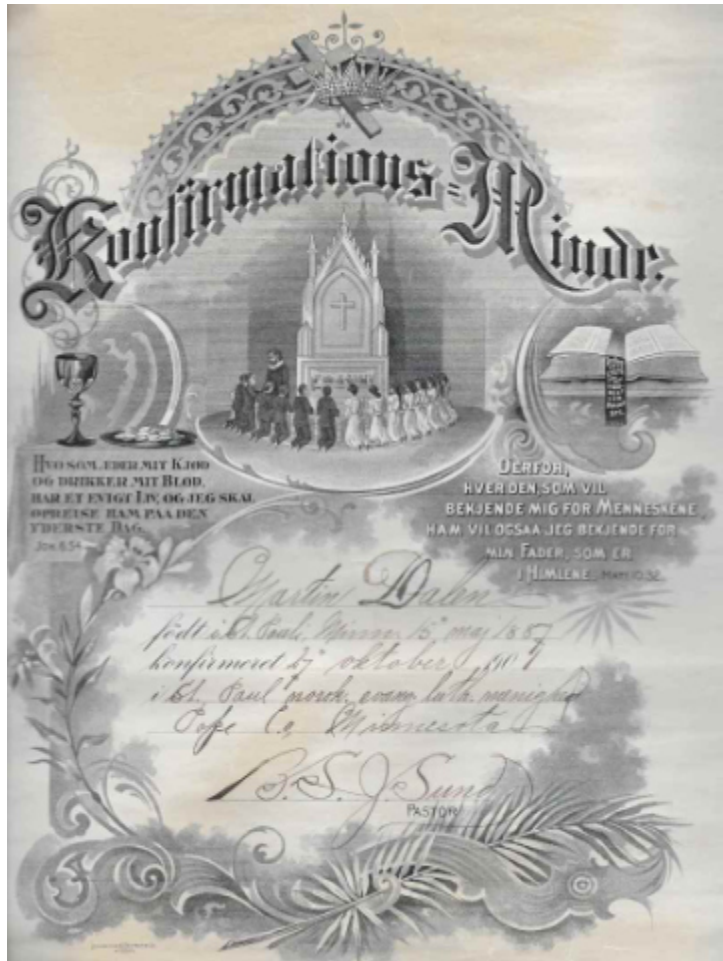 Konfirmations=Minde.
BIBELEN
HVO SOM ÆDER MIT KJØD
OG DRIKKER MIT BLOD,
HAR ET EVIGT LIV, OG JEG SKAL
OPREISE HAM PAA DEN
YDERSTE DAG.
JOH. 6.54
DERFOR,
HVER DEN, SOM VIL
BEKJENDE MIG FOR MENNESKENE,
HAM VIL OGSAA JEG BEKJENDE FOR
MIN FADER, SOM ER
I HIMLENE. MATT. 10.32.
Martin Dalen
født i St. Paul, Minn. 15 maj 1887
konfirmeret 27 oktober
i St. Paul norsk evang. luth. menighed
Pope Co, Minnesota
B. S. J. Sund
PASTOR